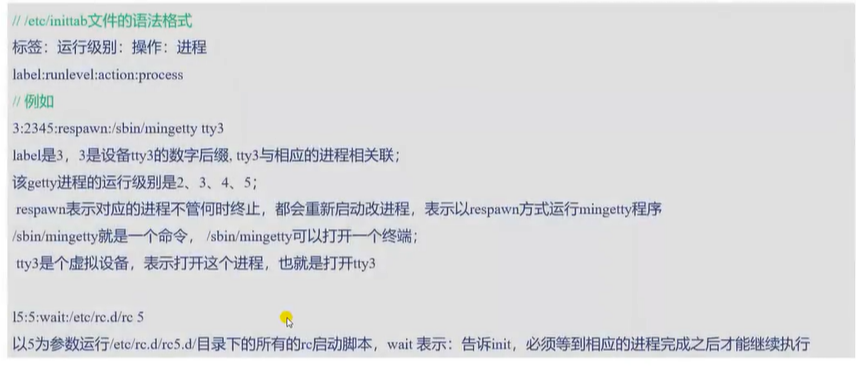 // /etc/inittab文件的语法格式
标签：运行级别：操作：进程
label:runlevel:action:process
// 例如
3:2345:respawn:/sbin/mingetty tty3
label是3，3是设备tty3的数字后缀, tty3与相应的进程相关联；
该getty进程的运行级别是2、3、4、5；
respawn表示对应的进程不管何时终止，都会重新启动改进程，表示以respawn方式运行mingetty程序
/sbin/mingetty就是一个命令， /sbin/mingetty可以打开一个终端；
tty3是个虚拟设备，表示打开这个进程，也就是打开tty3
l5:5:wait:/etc/rc.d/rc 5
以5为参数运行/etc/rc.d/rc5.d/目录下的所有的rc启动脚本，wait 表示：告诉init，必须等到相应的进程完成之后才能继续执行